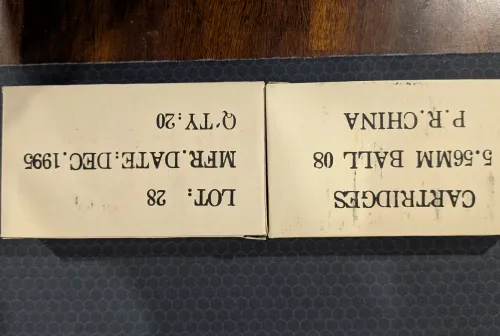 CARTRIDGES
5.56MM BALL 08
P.R.CHINA
LOT: 28
MFR.DATE:DEC.1995
Q'TY:20